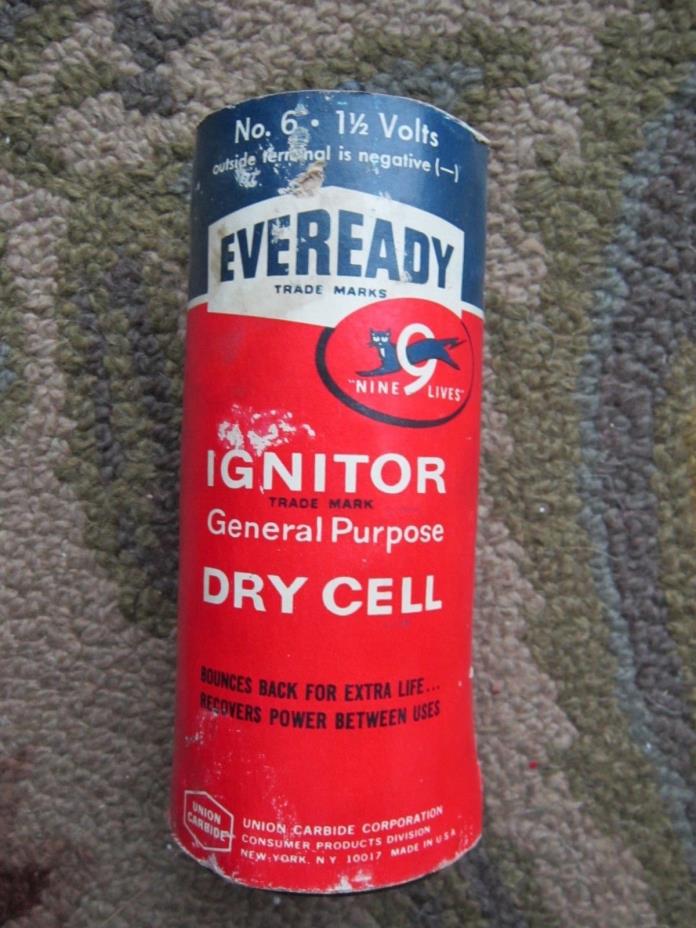 No. 6 • 1½ Volts
outside terminal is negative (—)
EVEREADY
TRADE MARKS
9
"NINE LIVES"
IGNITOR
TRADE MARK
General Purpose
DRY CELL
BOUNCES BACK FOR EXTRA LIFE...
RECOVERS POWER BETWEEN USES
UNION
CARBIDE
UNION CARBIDE CORPORATION
CONSUMER PRODUCTS DIVISION
NEW YORK, N Y 10017 MADE IN U S A